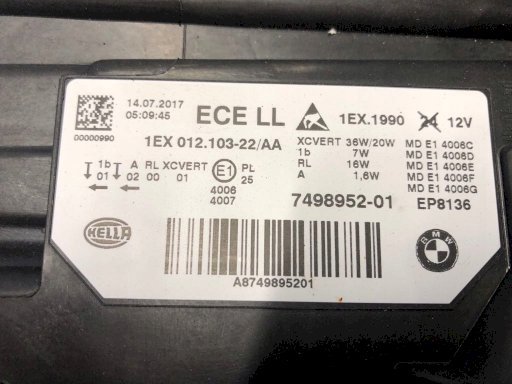 14.07.2017 ECE LL 1EX.1990 24 12V
05:09:45
00000990
1EX 012.103-22/AA
XCVERT 36W/20W MD E1 4006C
1b 7W MD E1 4006D
RL 16W MD E1 4006E
A 1,8W MD E1 4006F
MD E1 4006G
1b A RL XCVERT E1 PL
01 02 00 01 25
4006
4007
7498952-01 EP8136
HELLA
BMW
A8749895201